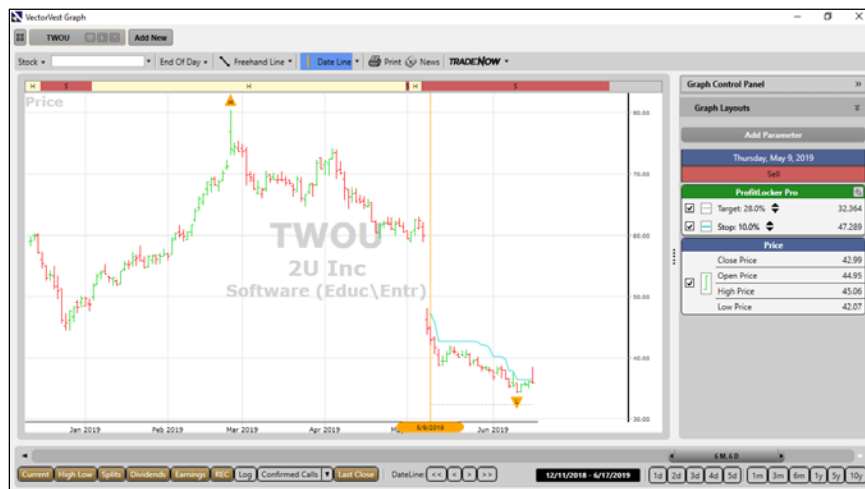 VectorVest Graph
TWOU
Add New
Stock
End Of Day
Freehand Line
Date Line
Print
News
TRADENOW
H S H H S
Price
80.00
70.00
60.00
50.00
40.00
30.00
TWOU
2U Inc
Software (Educ\Entr)
Jan 2019
Feb 2019
Mar 2019
Apr 2019
5/9/2019
Jun 2019
Graph Control Panel
Graph Layouts
Add Parameter
Thursday, May 9, 2019
Sell
ProfitLocker Pro
Target: 28.0% 32.364
Stop: 10.0% 47.289
Price
Close Price 42.99
Open Price 44.95
High Price 45.06
Low Price 42.07
6 M, 6 D
Current
High Low
Splits
Dividends
Earnings
REC
Log
Confirmed Calls
Last Close
DateLine:
<<
<
>
>>
12/11/2018 - 6/17/2019
1d
2d
3d
4d
5d
1m
3m
6m
1y
5y
10y